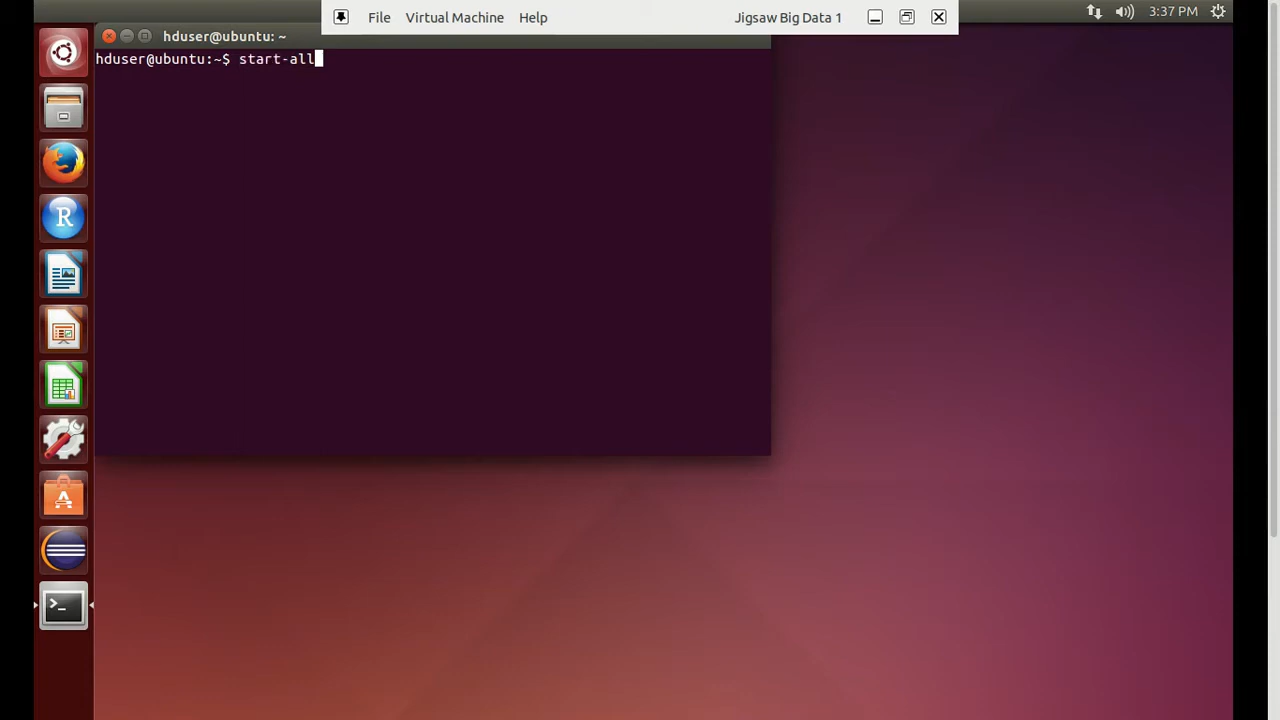 File Virtual Machine Help Jigsaw Big Data 1
3:37 PM
hduser@ubuntu: ~
hduser@ubuntu:~$ start-all